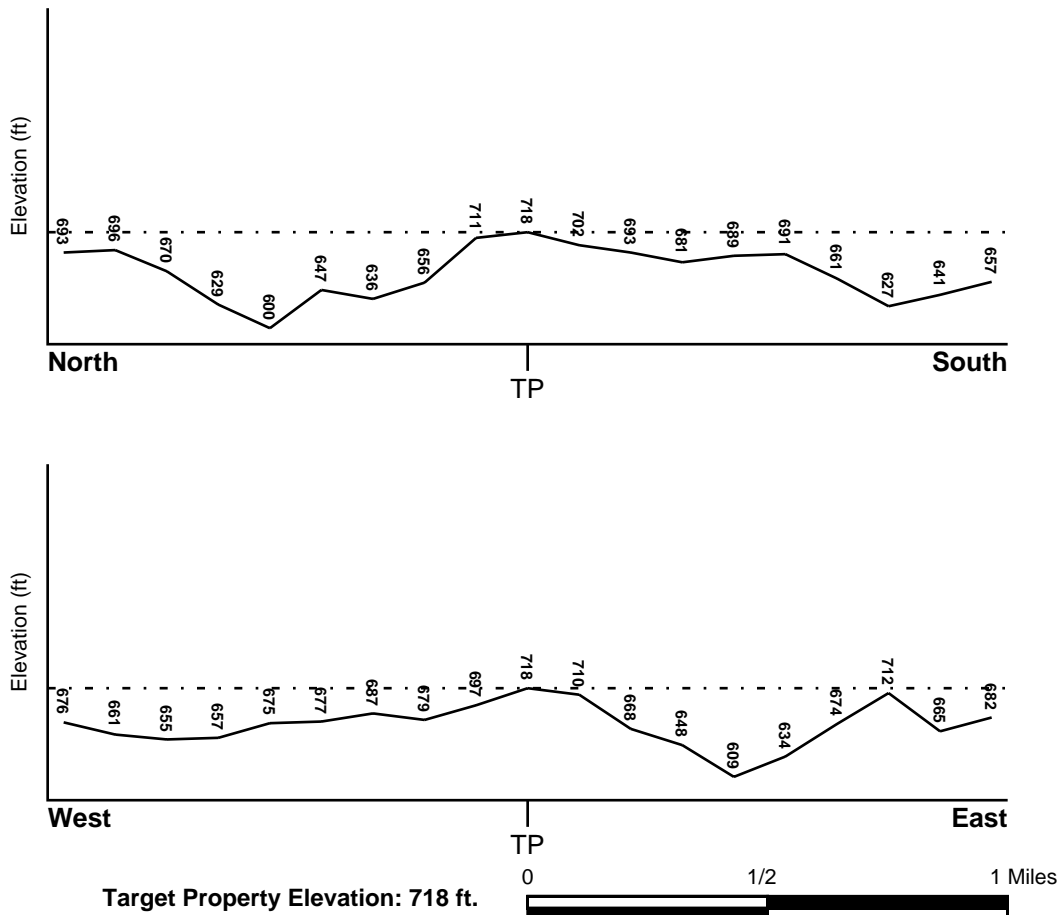 Elevation (ft)
693 696 670 629 600 647 636 656 711 718 702 693 681 689 691 661 627 641 657
North South
TP
Elevation (ft)
676 661 655 657 675 677 687 679 697 718 710 668 648 609 634 674 712 665 682
West East
TP
Target Property Elevation: 718 ft.
0 1/2 1 Miles